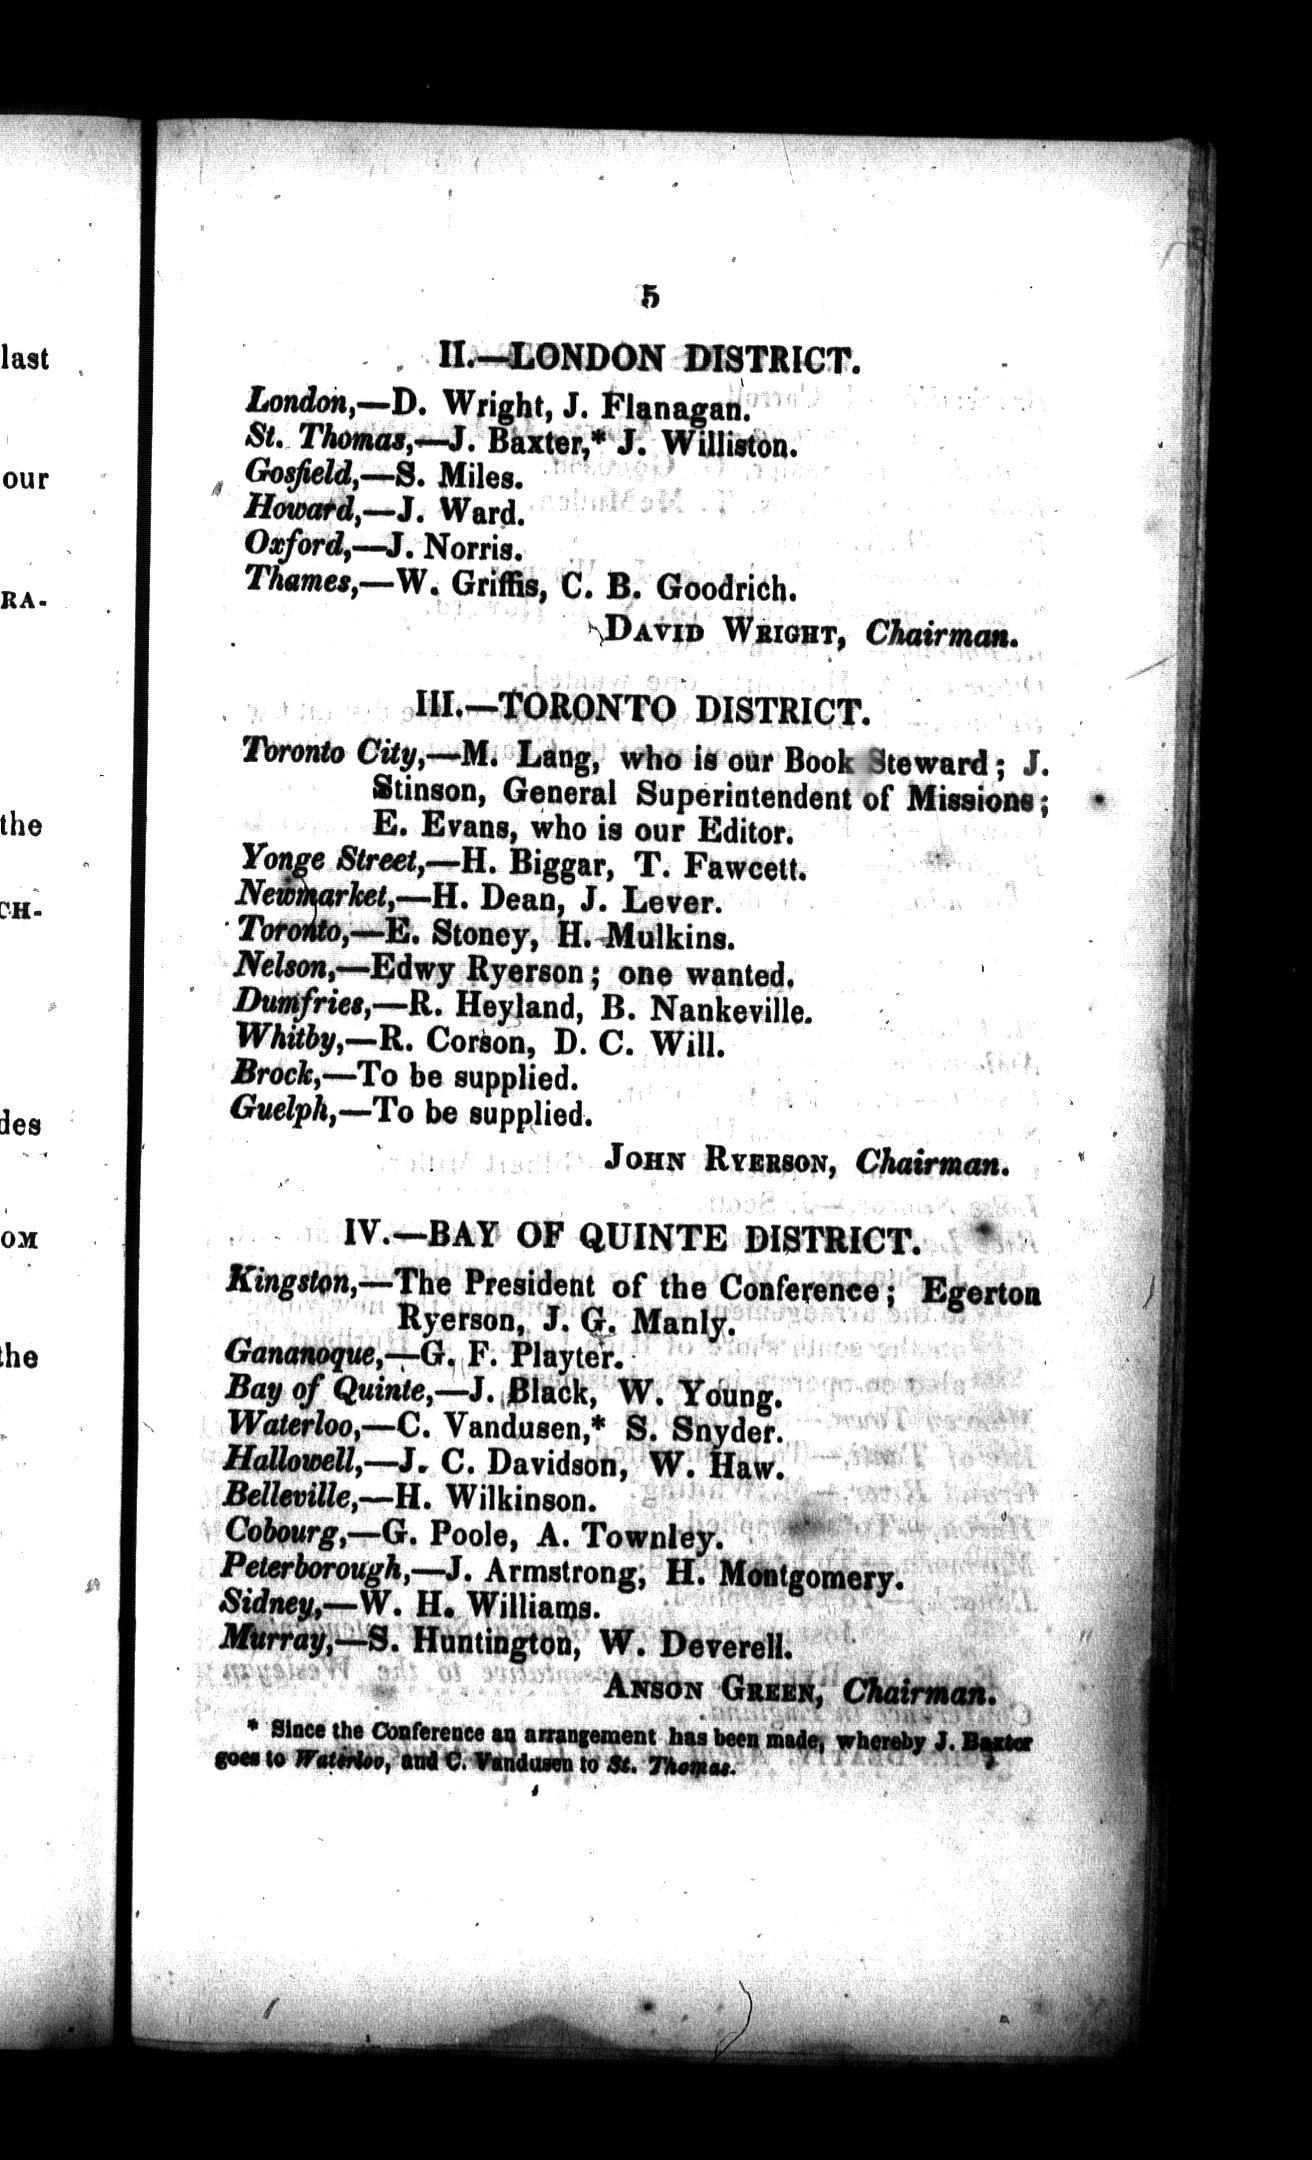 last
our
RA-
the
CH-
des
OM
the
5
II.—LONDON DISTRICT.
London,—D. Wright, J. Flanagan.
St. Thomas,—J. Baxter,* J. Williston.
Gosfield,—S. Miles.
Howard,—J. Ward.
Oxford,—J. Norris.
Thames,—W. Griffis, C. B. Goodrich.
DAVID WRIGHT, Chairman.
III.—TORONTO DISTRICT.
Toronto City,—M. Lang, who is our Book Steward; J.
Stinson, General Superintendent of Missions;
E. Evans, who is our Editor.
Yonge Street,—H. Biggar, T. Fawcett.
Newmarket,—H. Dean, J. Lever.
Toronto,—E. Stoney, H. Mulkins.
Nelson,—Edwy Ryerson; one wanted.
Dumfries,—R. Heyland, B. Nankeville.
Whitby,—R. Corson, D. C. Will.
Brock,—To be supplied.
Guelph,—To be supplied.
JOHN RYERSON, Chairman.
IV.—BAY OF QUINTE DISTRICT.
Kingston,—The President of the Conference; Egerton
Ryerson, J. G. Manly.
Gananoque,—G. F. Playter.
Bay of Quinte,—J. Black, W. Young.
Waterloo,—C. Vandusen,* S. Snyder.
Hallowell,—J. C. Davidson, W. Haw.
Belleville,—H. Wilkinson.
Cobourg,—G. Poole, A. Townley.
Peterborough,—J. Armstrong, H. Montgomery.
Sidney,—W. H. Williams.
Murray,—S. Huntington, W. Deverell.
ANSON GREEN, Chairman.
* Since the Conference an arrangement has been made, whereby J. Baxter
goes to Waterloo, and C. Vandusen to St. Thomas.